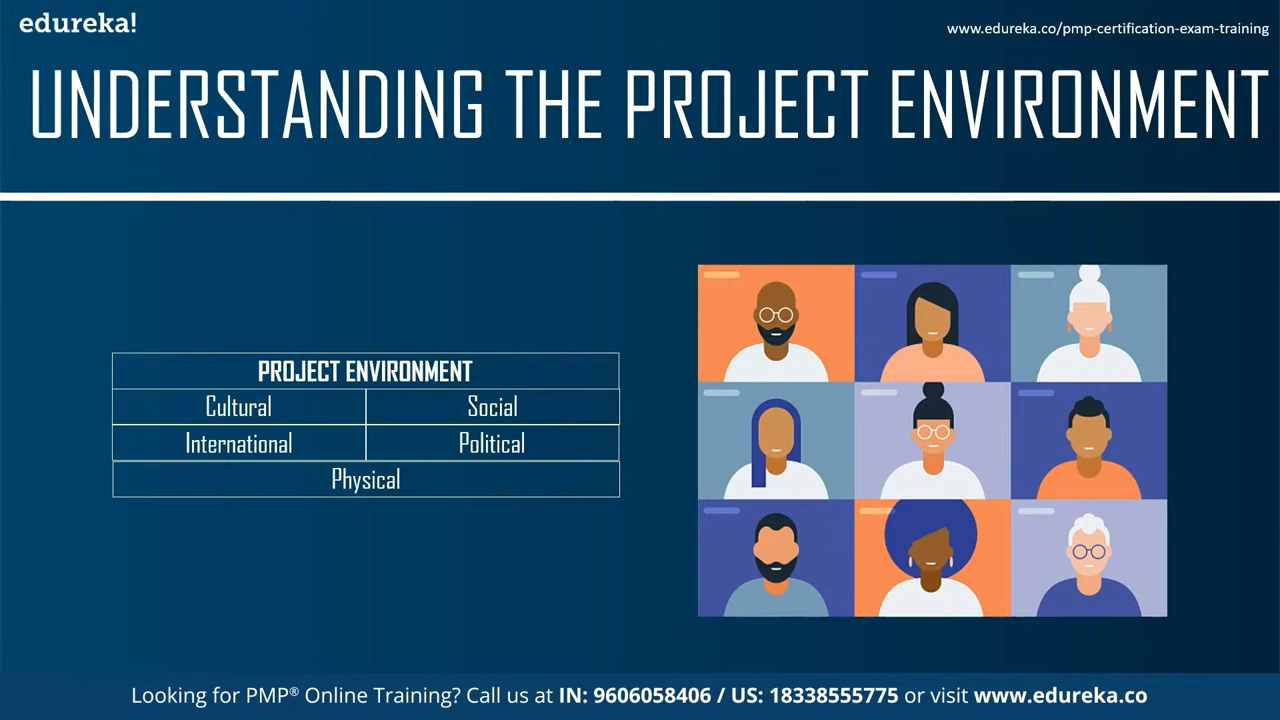 edureka!
www.edureka.co/pmp-certification-exam-training
UNDERSTANDING THE PROJECT ENVIRONMENT
PROJECT ENVIRONMENT
Cultural Social
International Political
Physical
Looking for PMP® Online Training? Call us at IN: 9606058406 / US: 18338555775 or visit www.edureka.co